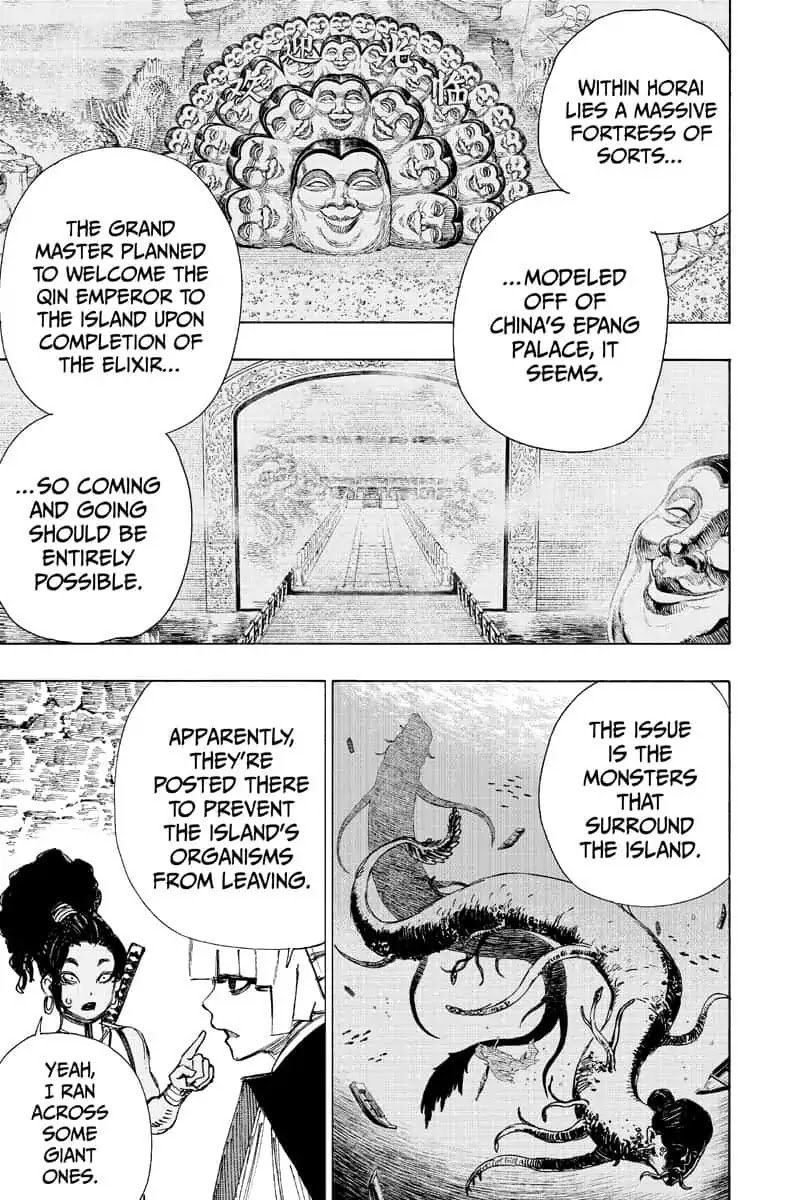 WITHIN HORAI
LIES A MASSIVE
FORTRESS OF
SORTS...
...MODELED
OFF OF
CHINA'S EPANG
PALACE, IT
SEEMS.
THE GRAND
MASTER PLANNED
TO WELCOME THE
QIN EMPEROR TO
THE ISLAND UPON
COMPLETION OF
THE ELIXIR...
...SO COMING
AND GOING
SHOULD BE
ENTIRELY
POSSIBLE.
THE ISSUE
IS THE
MONSTERS
THAT
SURROUND
THE ISLAND.
APPARENTLY,
THEY'RE
POSTED THERE
TO PREVENT
THE ISLAND'S
ORGANISMS
FROM LEAVING.
YEAH,
I RAN
ACROSS
SOME
GIANT
ONES.